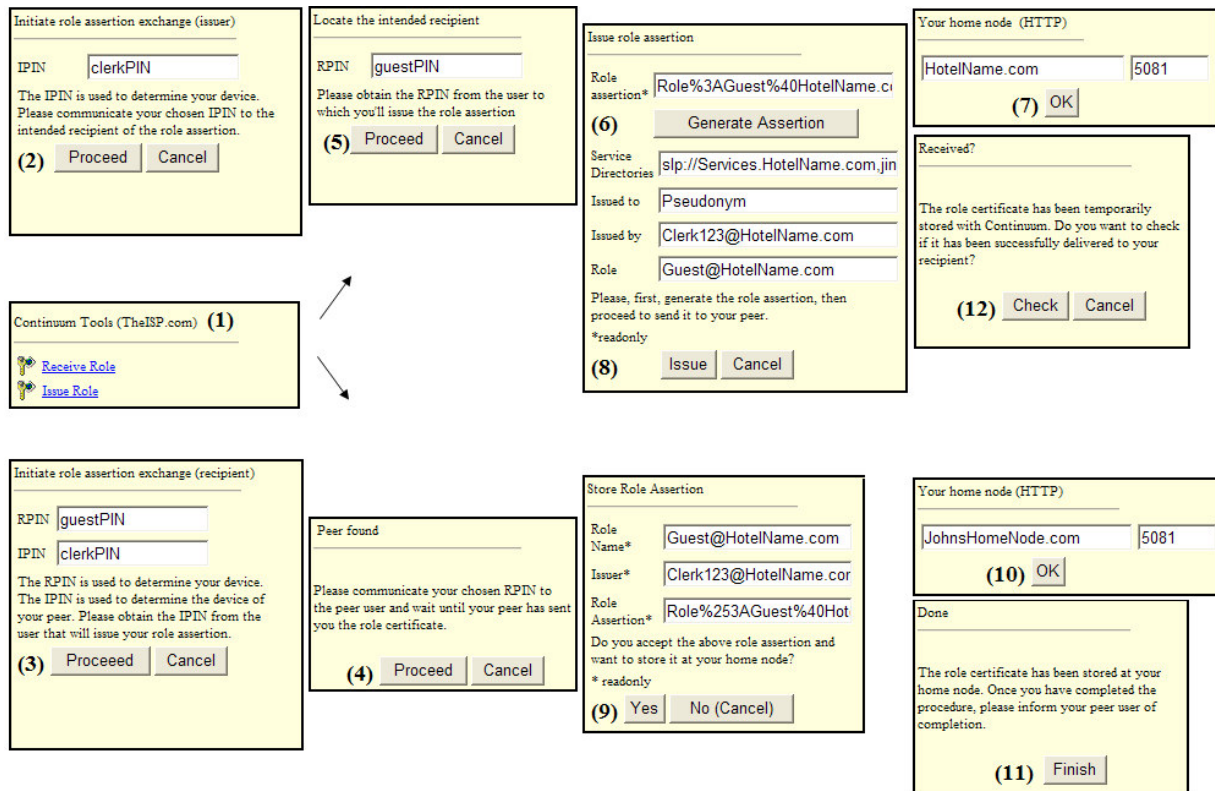 Initiate role assertion exchange (issuer)
IPIN clerkPIN
The IPIN is used to determine your device.
Please communicate your chosen IPIN to the
intended recipient of the role assertion.
(2) Proceed Cancel
Locate the intended recipient
RPIN guestPIN
Please obtain the RPIN from the user to
which you'll issue the role assertion
(5) Proceed Cancel
Issue role assertion
Role
assertion* Role%3AGuest%40HotelName.c
(6) Generate Assertion
Service
Directories slp://Services.HotelName.com,jin
Issued to Pseudonym
Issued by Clerk123@HotelName.com
Role Guest@HotelName.com
Please, first, generate the role assertion, then
proceed to send it to your peer.
*readonly
(8) Issue Cancel
Your home node (HTTP)
HotelName.com 5081
(7) OK
Received?
The role certificate has been temporarily
stored with Continuum. Do you want to check
if it has been successfully delivered to your
recipient?
(12) Check Cancel
Continuum Tools (TheISP.com) (1)
Receive Role
Issue Role
Initiate role assertion exchange (recipient)
RPIN guestPIN
IPIN clerkPIN
The RPIN is used to determine your device.
The IPIN is used to determine the device of
your peer. Please obtain the IPIN from the
user that will issue your role assertion.
(3) Proceeed Cancel
Peer found
Please communicate your chosen RPIN to
the peer user and wait until your peer has sent
you the role certificate.
(4) Proceed Cancel
Store Role Assertion
Role
Name* Guest@HotelName.com
Issuer* Clerk123@HotelName.cor
Role
Assertion* Role%253AGuest%40Hot
Do you accept the above role assertion and
want to store it at your home node?
* readonly
(9) Yes No (Cancel)
Your home node (HTTP)
JohnsHomeNode.com 5081
(10) OK
Done
The role certificate has been stored at your
home node. Once you have completed the
procedure, please inform your peer user of
completion.
(11) Finish